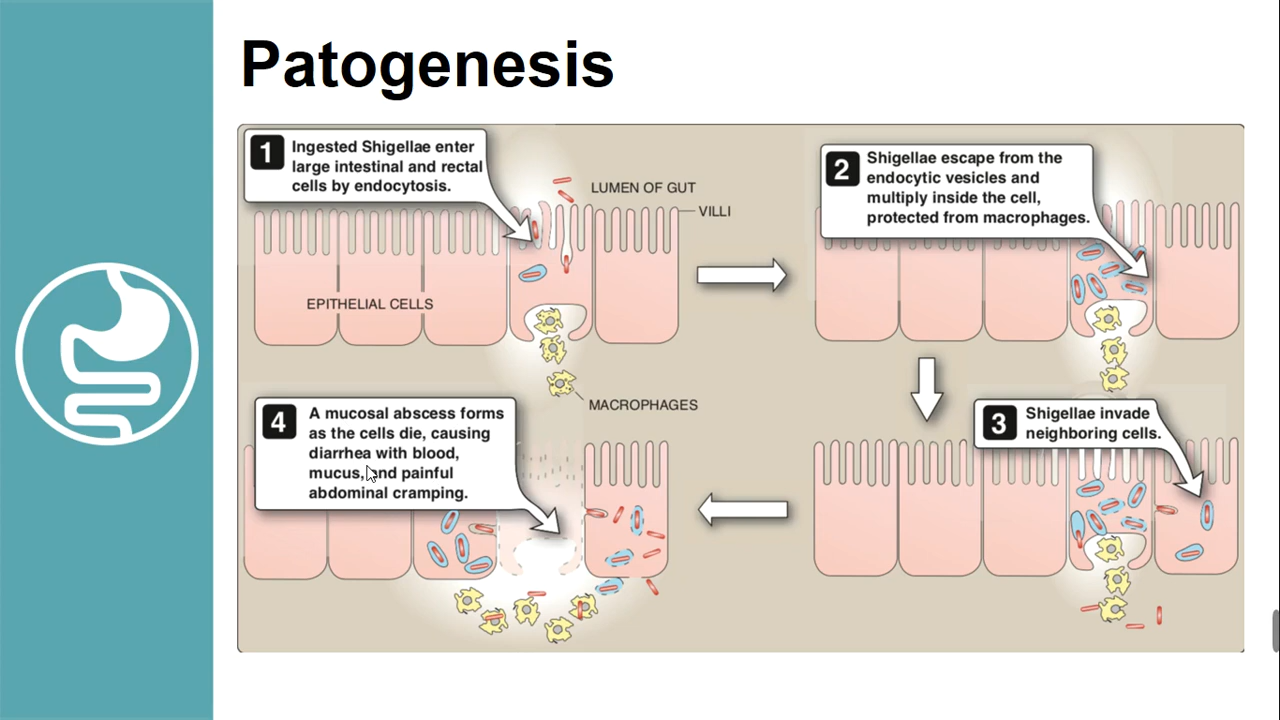 Patogenesis
1
Ingested Shigellae enter
large intestinal and rectal
cells by endocytosis.
LUMEN OF GUT
VILLI
EPITHELIAL CELLS
MACROPHAGES
2
Shigellae escape from the
endocytic vesicles and
multiply inside the cell,
protected from macrophages.
3
Shigellae invade
neighboring cells.
4
A mucosal abscess forms
as the cells die, causing
diarrhea with blood,
mucus, and painful
abdominal cramping.